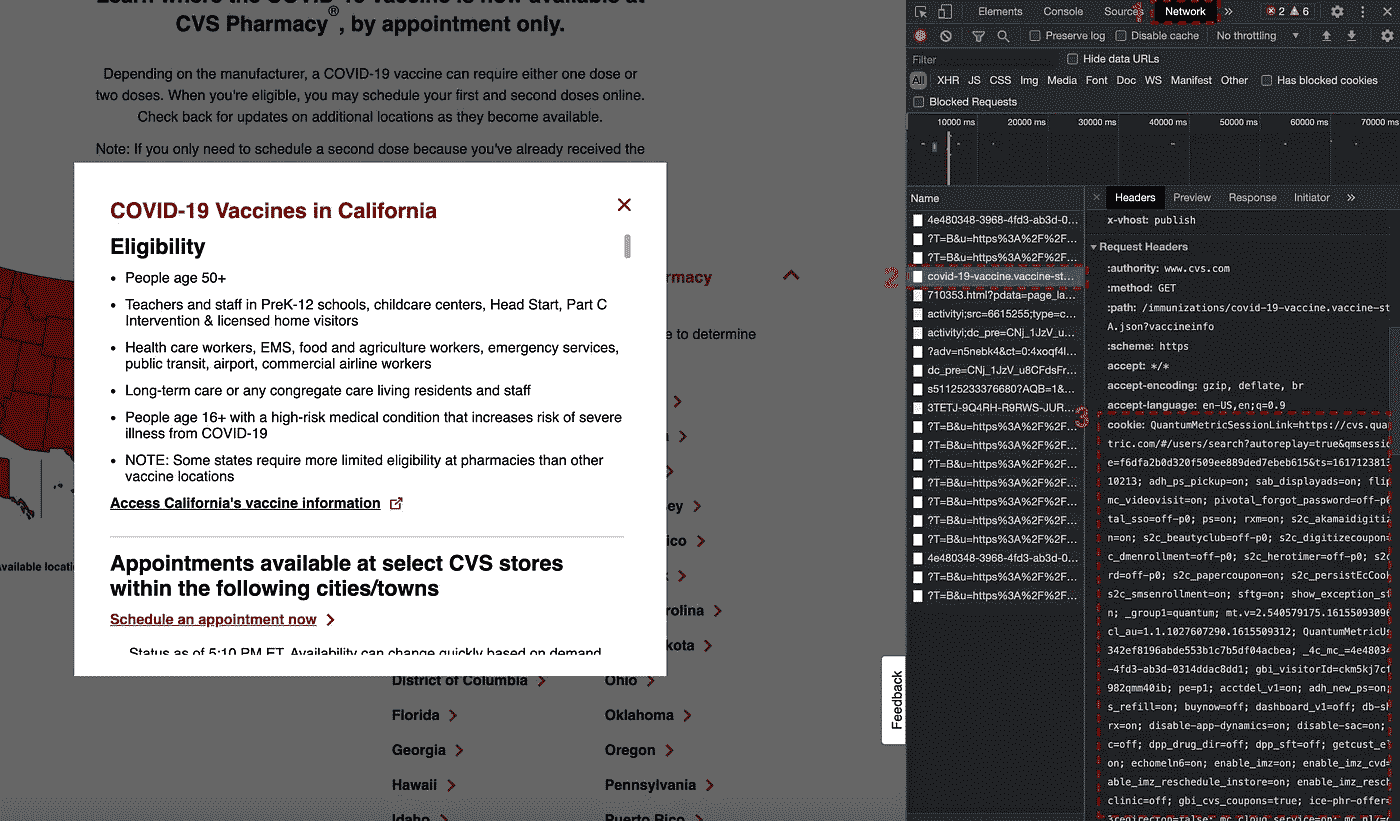 Learn where the COVID-19 vaccine is now available at
CVS Pharmacy®, by appointment only.
Depending on the manufacturer, a COVID-19 vaccine can require either one dose or
two doses. When you're eligible, you may schedule your first and second doses online.
Check back for updates on additional locations as they become available.
Note: If you only need to schedule a second dose because you've already received the
COVID-19 Vaccines in California
Eligibility
• People age 50+
• Teachers and staff in PreK-12 schools, childcare centers, Head Start, Part C
Intervention & licensed home visitors
• Health care workers, EMS, food and agriculture workers, emergency services,
public transit, airport, commercial airline workers
• Long-term care or any congregate care living residents and staff
• People age 16+ with a high-risk medical condition that increases risk of severe
illness from COVID-19
• NOTE: Some states require more limited eligibility at pharmacies than other
vaccine locations
Access California's vaccine information
Appointments available at select CVS stores
within the following cities/towns
Schedule an appointment now
Status as of 5:10 PM ET. Availability can change quickly based on demand
rmacy
e to determine
ey
ico
rolina
kota
vailable locati
District of Columbia
Ohio
Florida
Oklahoma
Georgia
Oregon
Hawaii
Pennsylvania
Idaho
Puerto Rico
Feedback
Elements Console Sources Network » 2 6
Preserve log Disable cache No throttling
Filter Hide data URLs
All XHR JS CSS Img Media Font Doc WS Manifest Other Has blocked cookies
Blocked Requests
10000 ms 20000 ms 30000 ms 40000 ms 50000 ms 60000 ms 70000 ms
Name
4e480348-3968-4fd3-ab3d-0...
?T=B&u=https%3A%2F%2F...
?T=B&u=https%3A%2F%2F...
2 covid-19-vaccine.vaccine-st...
710353.html?pdata=page_la...
activityi;src=6615255;type=c...
activityi;dc_pre=CNj_1JzV_u...
?adv=n5nebk4&ct=0:4xoqf4l...
dc_pre=CNj_1JzV_u8CFdsFr...
s51125233376680?AQB=1&...
3TETJ-9Q4RH-R9RWS-JUR...
?T=B&u=https%3A%2F%2F...
?T=B&u=https%3A%2F%2F...
?T=B&u=https%3A%2F%2F...
?T=B&u=https%3A%2F%2F...
?T=B&u=https%3A%2F%2F...
?T=B&u=https%3A%2F%2F...
?T=B&u=https%3A%2F%2F...
4e480348-3968-4fd3-ab3d-0...
?T=B&u=https%3A%2F%2F...
?T=B&u=https%3A%2F%2F...
Headers Preview Response Initiator »
x-vhost: publish
Request Headers
:authority: www.cvs.com
:method: GET
:path: /immunizations/covid-19-vaccine.vaccine-st
A.json?vaccineinfo
:scheme: https
accept: */*
accept-encoding: gzip, deflate, br
accept-language: en-US,en;q=0.9
3
cookie: QuantumMetricSessionLink=https://cvs.qua
tric.com/#/users/search?autoreplay=true&qmsessi
e=f6dfa2b0d320f509ee889ded7ebeb615&ts=1617123813
10213; adh_ps_pickup=on; sab_displayads=on; flip
mc_videovisit=on; pivotal_forgot_password=off-p0
tal_sso=off-p0; ps=on; rxm=on; s2c_akamaidigitiz
n=on; s2c_beautyclub=off-p0; s2c_digitizecoupon=
c_dmenrollment=off-p0; s2c_herotimer=off-p0; s2c
rd=off-p0; s2c_papercoupon=on; s2c_persistEcCook
s2c_smsenrollment=on; sftg=on; show_exception_st
n; _group1=quantum; mt.v=2.540579175.1615509309
cl_au=1.1.1027607290.1615509312; QuantumMetricUs
342ef8196abde553b1c7b5df04acbea; _4c_mc_=4e48034
-4fd3-ab3d-0314ddac8dd1; gbi_visitorId=ckm5kj7cf
982qmm40ib; pe=p1; acctdel_v1=on; adh_new_ps=on;
s_refill=on; buynow=off; dashboard_v1=off; db-sh
rx=on; disable-app-dynamics=on; disable-sac=on;
c=off; dpp_drug_dir=off; dpp_sft=off; getcust_el
on; echomeln6=on; enable_imz=on; enable_imz_cvd=
able_imz_reschedule_instore=on; enable_imz_resch
clinic=off; gbi_cvs_coupons=true; ice-phr-offer=